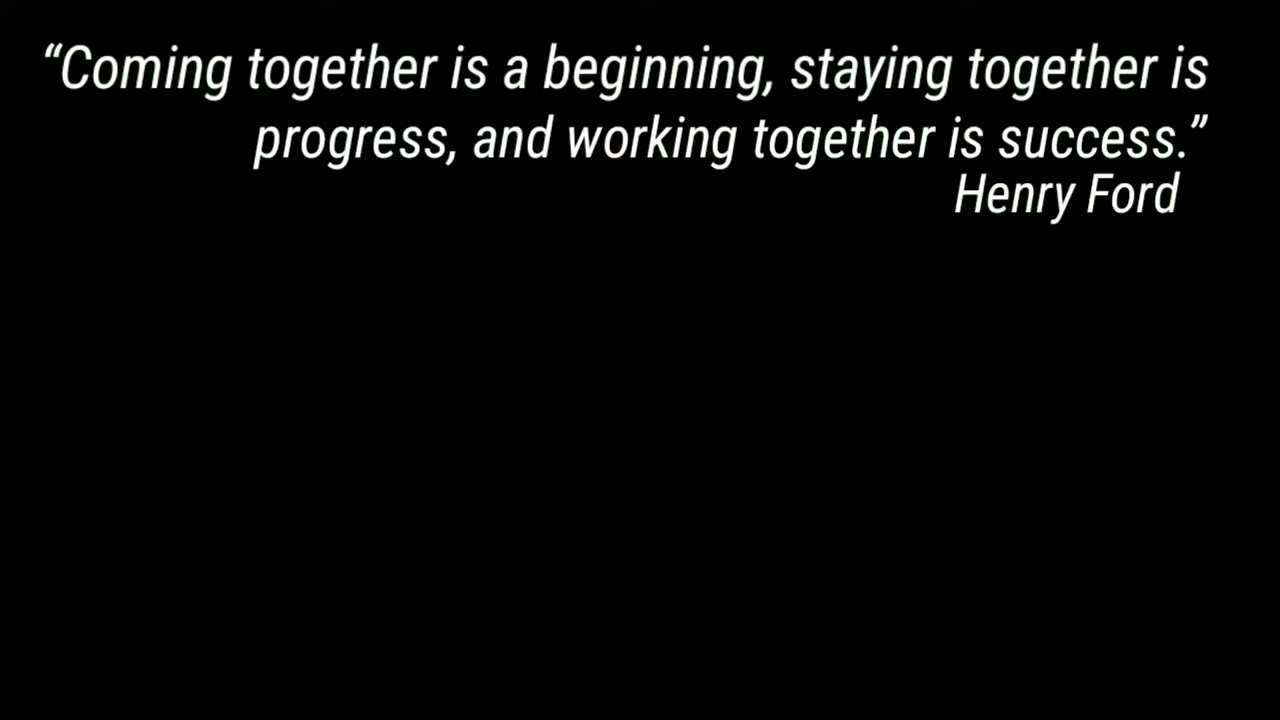 “Coming together is a beginning, staying together is
progress, and working together is success.”
Henry Ford